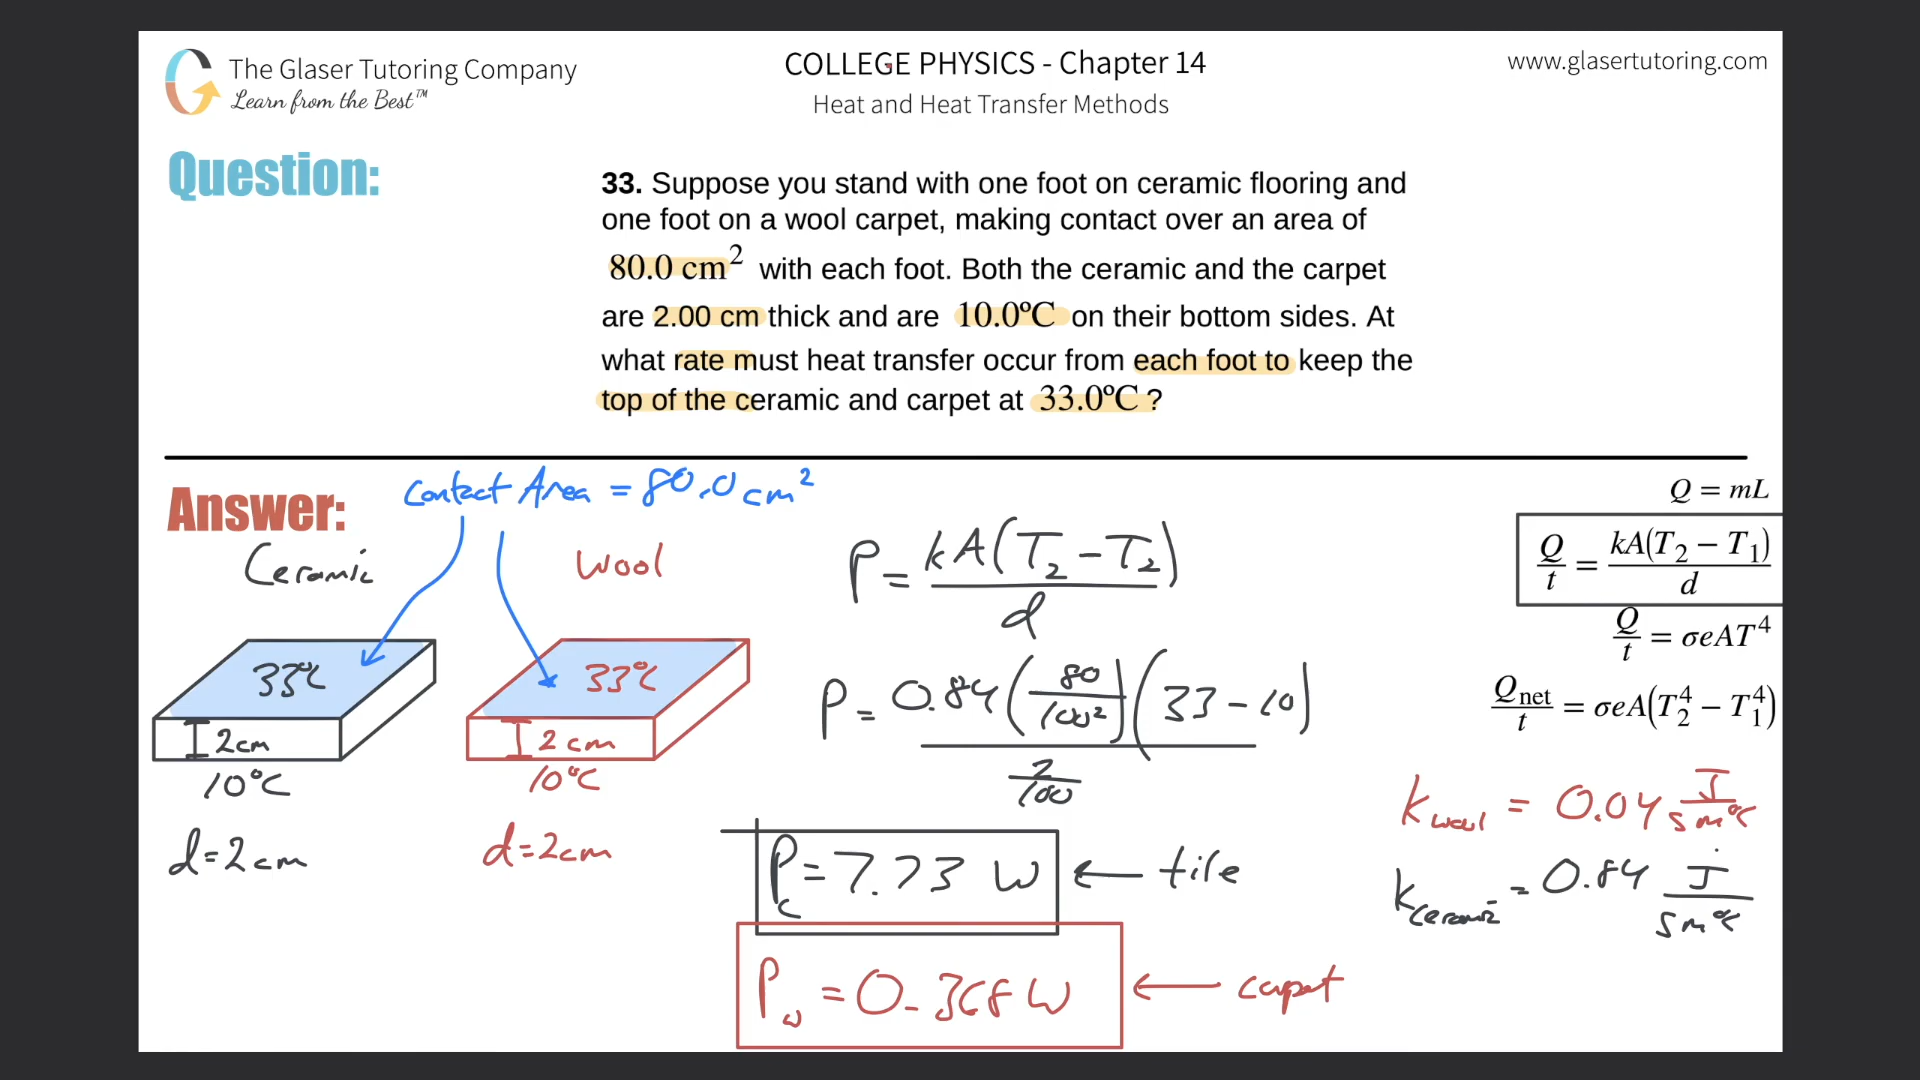 The Glaser Tutoring Company
Learn from the Best™
COLLEGE PHYSICS - Chapter 14
Heat and Heat Transfer Methods
www.glasertutoring.com
Question:
33. Suppose you stand with one foot on ceramic flooring and
one foot on a wool carpet, making contact over an area of
80.0 cm² with each foot. Both the ceramic and the carpet
are 2.00 cm thick and are 10.0ºC on their bottom sides. At
what rate must heat transfer occur from each foot to keep the
top of the ceramic and carpet at 33.0ºC ?
Answer:
Contact Area = 80.0 cm²
Ceramic
Wool
33°C
2cm
10°C
d=2cm
33°C
2 cm
10°C
d=2cm
P = kA(T₂ - T₂) / d
P = 0.84 (80/100²) (33 - 10) / (2/100)
P_c = 7.73 W ← tile
P_w = 0.368 W ← carpet
Q = mL
Q/t = kA(T₂ − T₁)/d
Q/t = σeAT⁴
Q_net/t = σeA(T₂⁴ − T₁⁴)
k_wool = 0.04 J/sm°C
k_ceramic = 0.84 J/sm°C